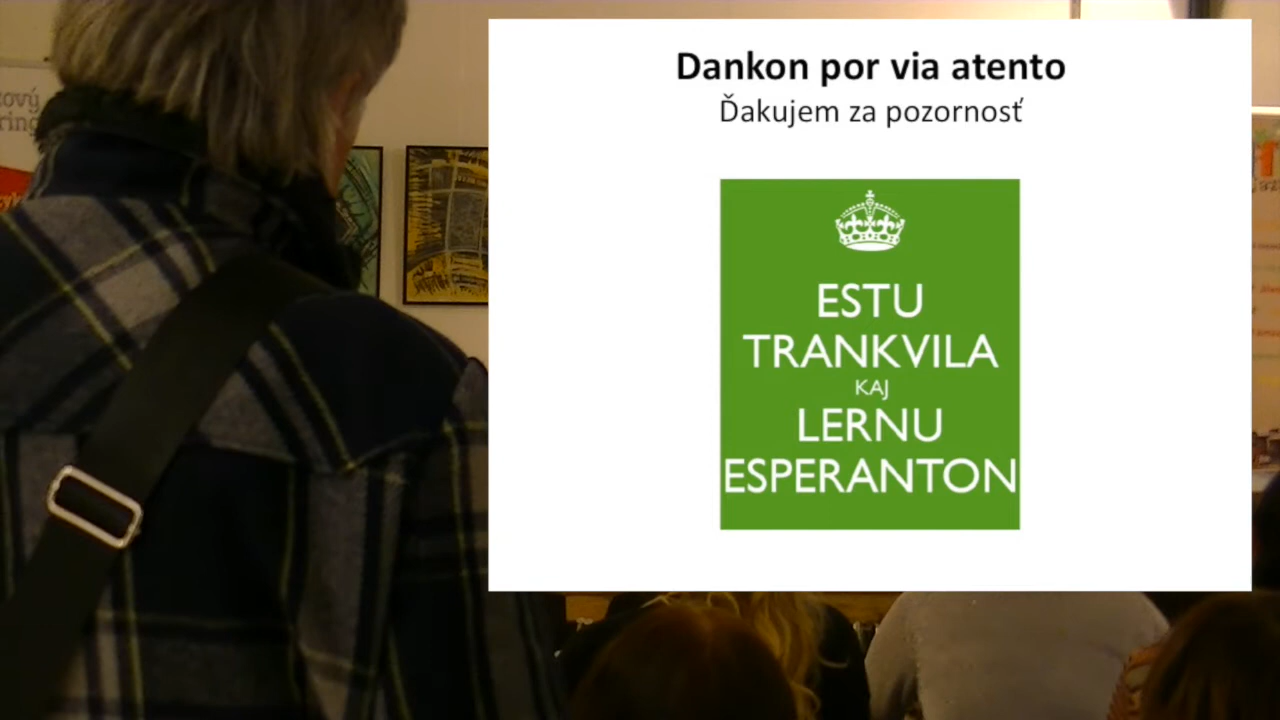 Dankon por via atento
Ďakujem za pozornosť
ESTU
TRANKVILA
KAJ
LERNU
ESPERANTON